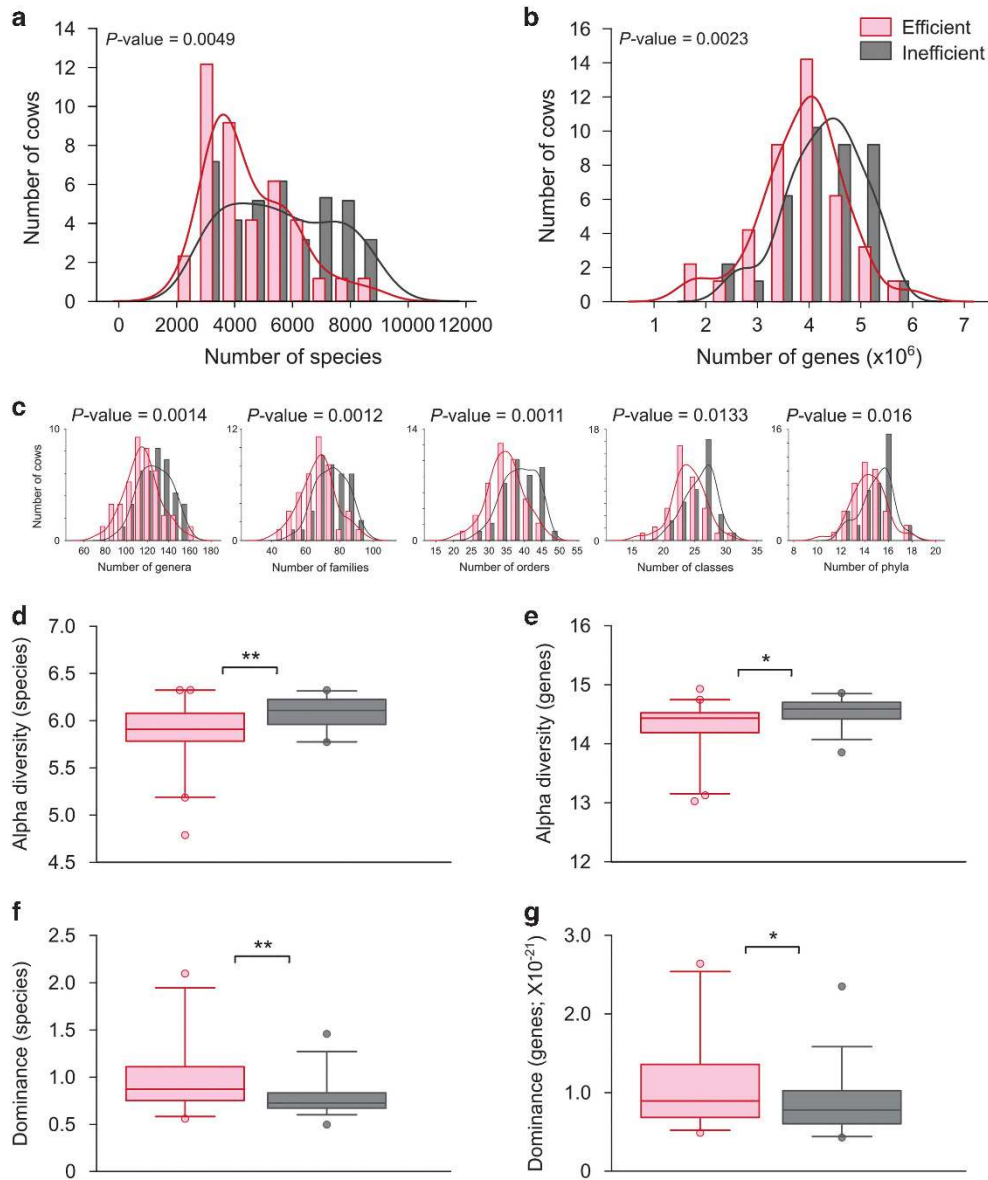 a
P-value = 0.0049
14
12
10
8
6
4
2
0
Number of cows
0 2000 4000 6000 8000 10000 12000
Number of species
b
P-value = 0.0023
Efficient
Inefficient
16
14
12
10
8
6
4
2
0
Number of cows
1 2 3 4 5 6 7
Number of genes (x10⁶)
c
P-value = 0.0014
10
0
Number of cows
60 80 100 120 140 160 180
Number of genera
P-value = 0.0012
12
0
40 60 80 100
Number of families
P-value = 0.0011
14
0
15 20 25 30 35 40 45 50 55
Number of orders
P-value = 0.0133
18
0
15 20 25 30 35
Number of classes
P-value = 0.016
16
0
8 10 12 14 16 18 20
Number of phyla
d
7.0
6.5
6.0
5.5
5.0
4.5
Alpha diversity (species)
**
e
16
15
14
13
12
Alpha diversity (genes)
*
f
2.5
2.0
1.5
1.0
0.5
0
Dominance (species)
**
g
3.0
2.0
1.0
0
Dominance (genes; X10⁻²¹)
*